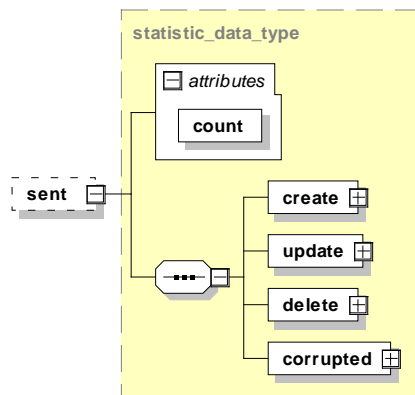 statistic_data_type
attributes
count
sent
create
update
delete
corrupted